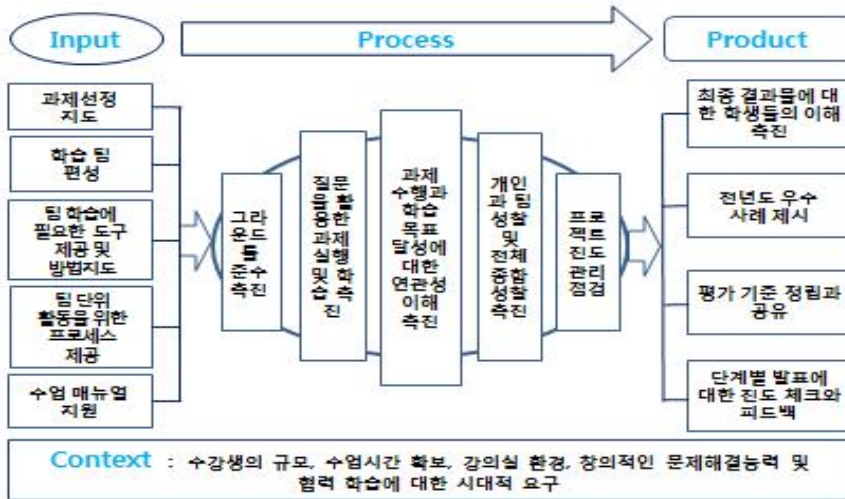 Input
Process
Product
과제선정
지도
학습 팀
편성
팀 학습에
필요한 도구
제공 및
방법지도
팀 단위
활동을 위한
프로세스
제공
수업 매뉴얼
지원
그라
운드
룰
준수
촉진
질문
을 활
용한
과제
실행
및 학
습 촉
진
과제
수행과
학습
목표
달성에
대한
연관성
이해
촉진
개인
과 팀
성찰
및
전체
종합
성찰
촉진
프로
젝트
진도
관리
점검
최종 결과물에 대
한 학생들의 이해
촉진
전년도 우수
사례 제시
평가 기준 정립과
공유
단계별 발표에
대한 진도 체크와
피드백
Context : 수강생의 규모, 수업시간 확보, 강의실 환경, 창의적인 문제해결능력 및
협력 학습에 대한 시대적 요구